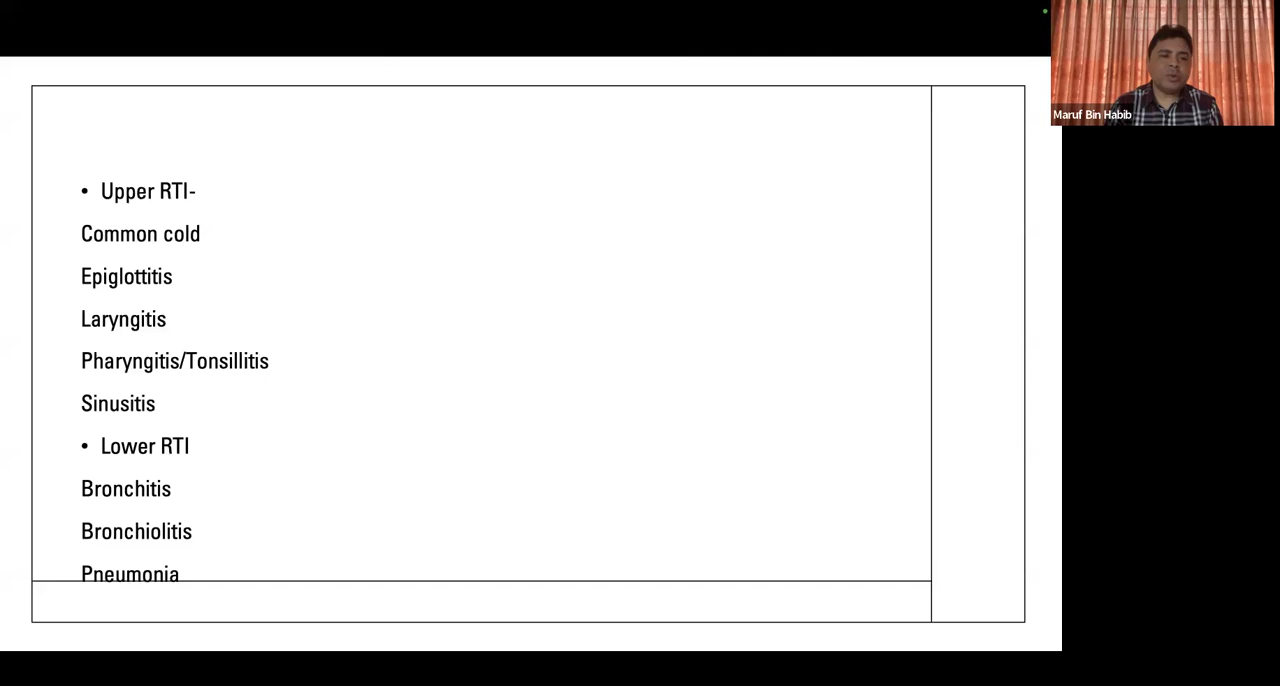 • Upper RTI-
Common cold
Epiglottitis
Laryngitis
Pharyngitis/Tonsillitis
Sinusitis
• Lower RTI
Bronchitis
Bronchiolitis
Pneumonia
Maruf Bin Habib